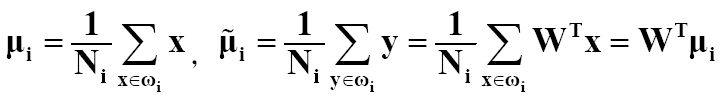 μᵢ = 1/Nᵢ ∑_{x∈ωᵢ} x , μ̃ᵢ = 1/Nᵢ ∑_{y∈ωᵢ} y = 1/Nᵢ ∑_{x∈ωᵢ} Wᵀx = Wᵀμᵢ